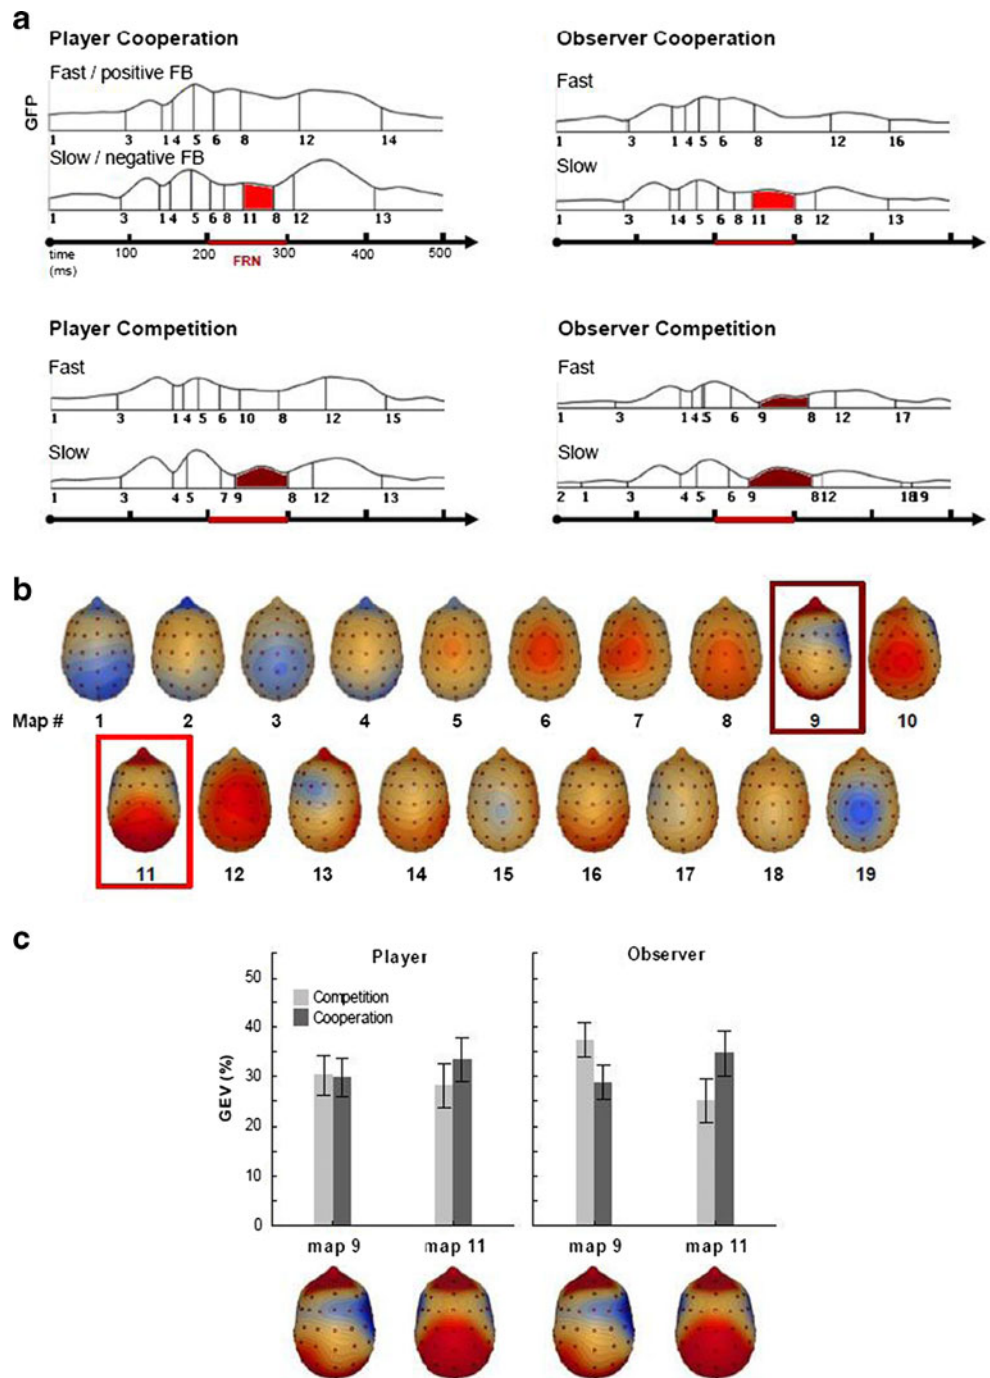 a
Player Cooperation
Fast / positive FB
GFP
1 3 1 4 5 6 8 12 14
Slow / negative FB
1 3 1 4 5 6 8 11 8 12 13
time (ms) 100 200 300 400 500
FRN
Observer Cooperation
Fast
1 3 1 4 5 6 8 12 16
Slow
1 3 1 4 5 6 8 11 8 12 13
Player Competition
Fast
1 3 1 4 5 6 10 8 12 15
Slow
1 3 4 5 7 9 8 12 13
Observer Competition
Fast
1 3 1 4 5 6 9 8 12 17
Slow
2 1 3 4 5 6 9 8 12 18 19
b
Map # 1 2 3 4 5 6 7 8 9 10
11 12 13 14 15 16 17 18 19
c
Player
Observer
GEV (%)
50
40
30
20
10
0
Competition
Cooperation
map 9 map 11 map 9 map 11